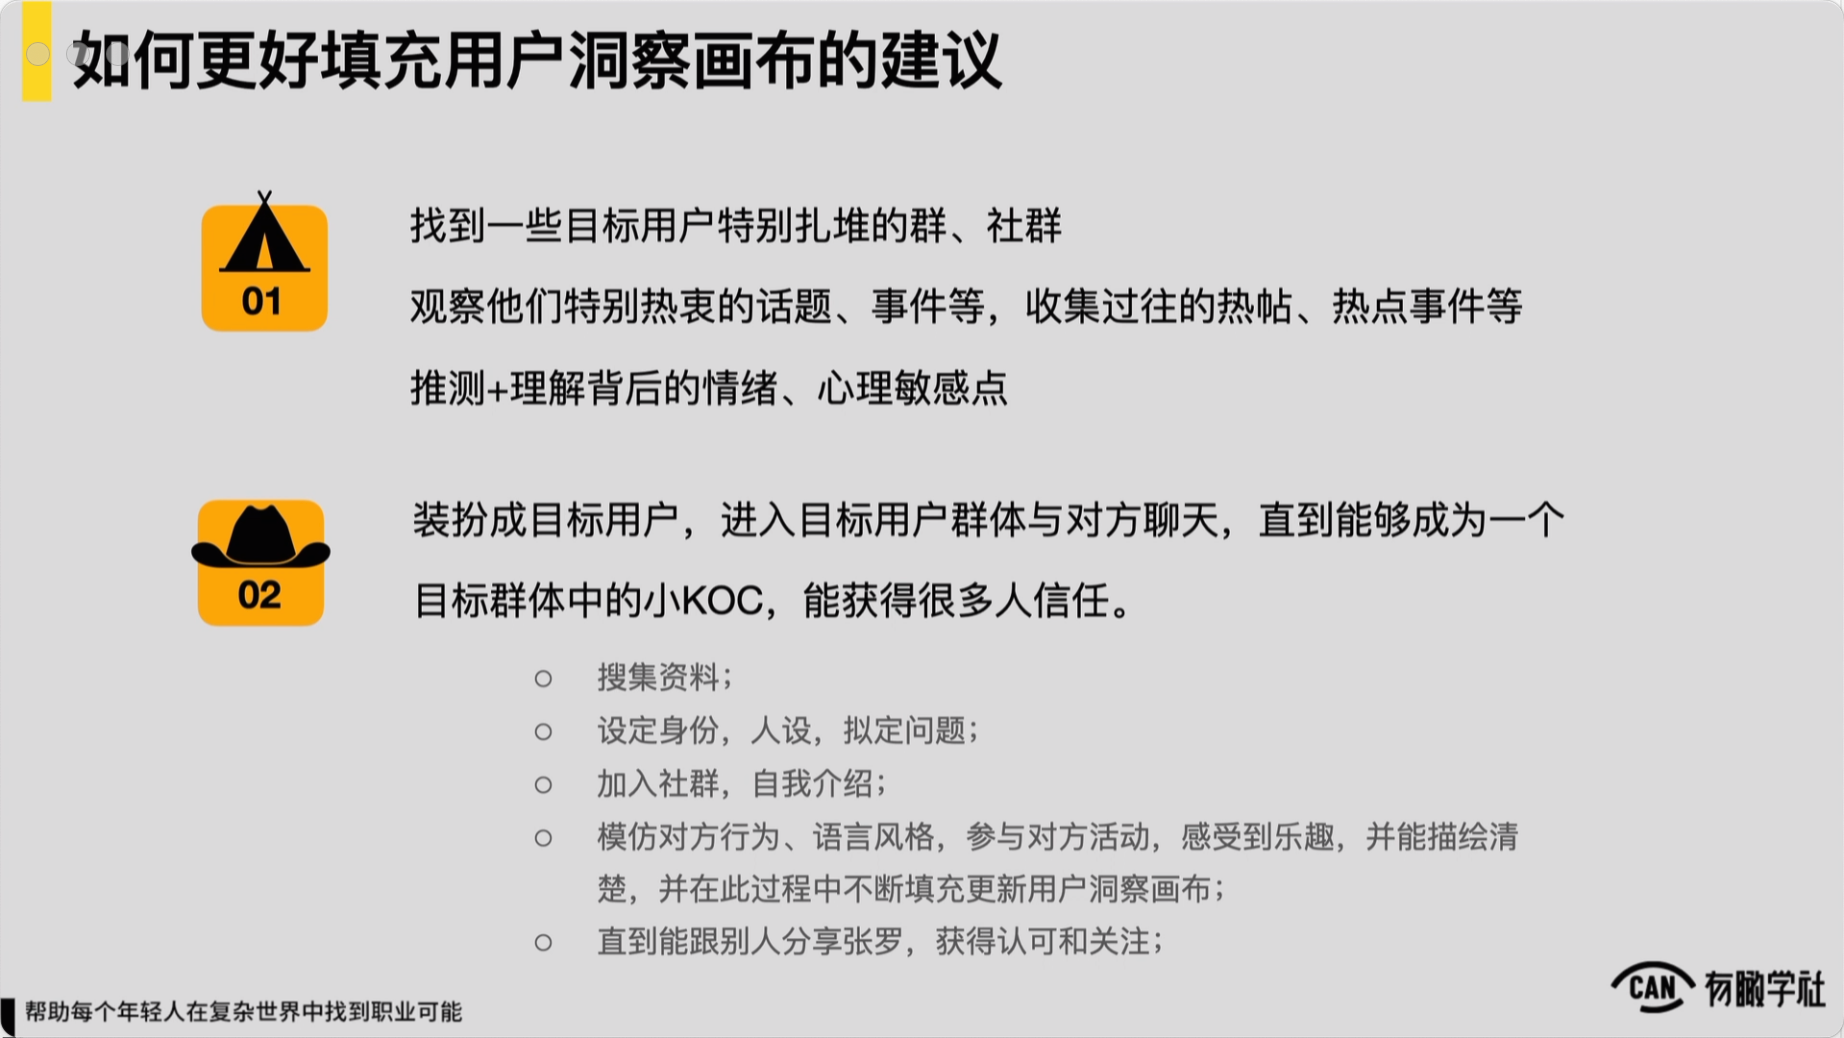 如何更好填充用户洞察画布的建议
01
找到一些目标用户特别扎堆的群、社群
观察他们特别热衷的话题、事件等，收集过往的热帖、热点事件等
推测+理解背后的情绪、心理敏感点
02
装扮成目标用户，进入目标用户群体与对方聊天，直到能够成为一个
目标群体中的小KOC，能获得很多人信任。
○ 搜集资料；
○ 设定身份，人设，拟定问题；
○ 加入社群，自我介绍；
○ 模仿对方行为、语言风格，参与对方活动，感受到乐趣，并能描绘清
楚，并在此过程中不断填充更新用户洞察画布；
○ 直到能跟别人分享张罗，获得认可和关注；
帮助每个年轻人在复杂世界中找到职业可能
CAN 有瞰学社